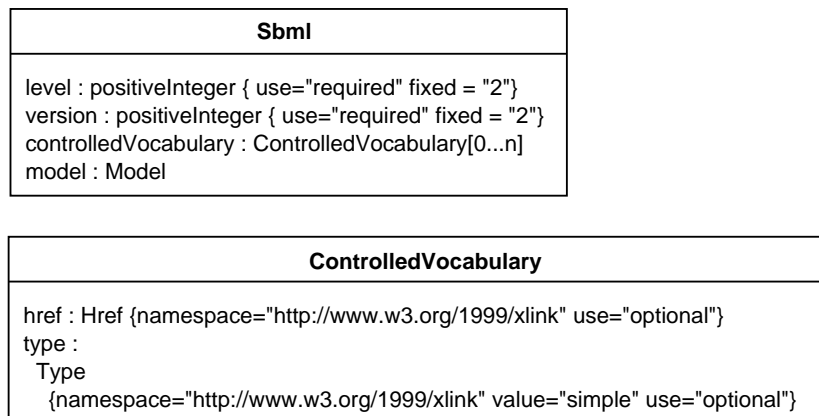 Sbml
level : positiveInteger { use="required" fixed = "2"}
version : positiveInteger { use="required" fixed = "2"}
controlledVocabulary : ControlledVocabulary[0...n]
model : Model
ControlledVocabulary
href : Href {namespace="http://www.w3.org/1999/xlink" use="optional"}
type :
Type
{namespace="http://www.w3.org/1999/xlink" value="simple" use="optional"}